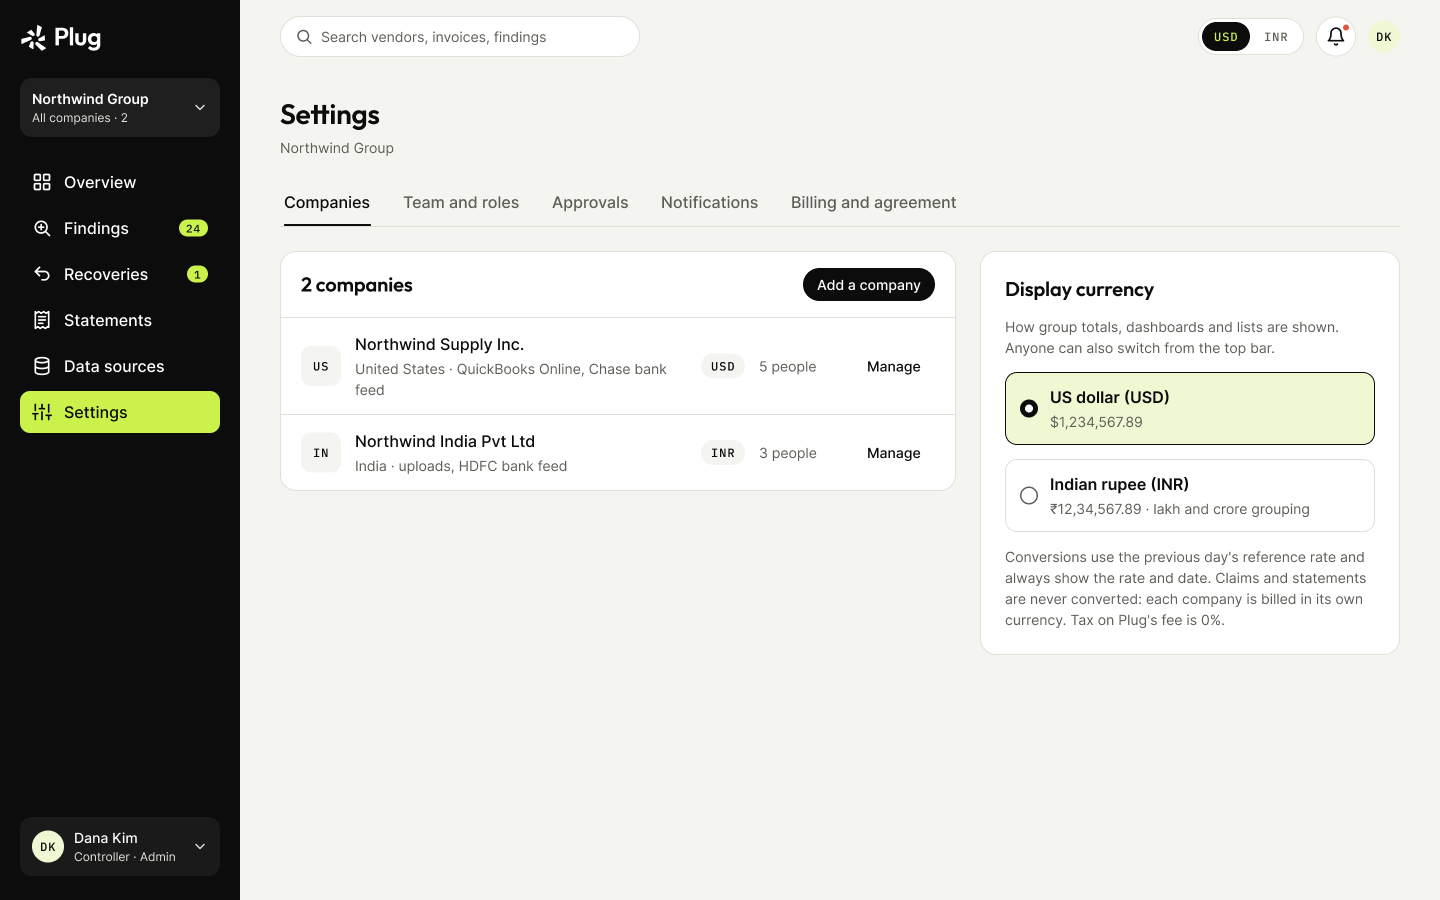 Plug
Northwind Group
All companies · 2
Overview
Findings 24
Recoveries 1
Statements
Data sources
Settings
Dana Kim
DK
Controller · Admin
Search vendors, invoices, findings
USD INR
DK
Settings
Northwind Group
Companies Team and roles Approvals Notifications Billing and agreement
2 companies
Add a company
US
Northwind Supply Inc.
United States · QuickBooks Online, Chase bank
feed
USD
5 people
Manage
IN
Northwind India Pvt Ltd
India · uploads, HDFC bank feed
INR
3 people
Manage
Display currency
How group totals, dashboards and lists are shown.
Anyone can also switch from the top bar.
US dollar (USD)
$1,234,567.89
Indian rupee (INR)
₹12,34,567.89 · lakh and crore grouping
Conversions use the previous day's reference rate and
always show the rate and date. Claims and statements
are never converted: each company is billed in its own
currency. Tax on Plug's fee is 0%.